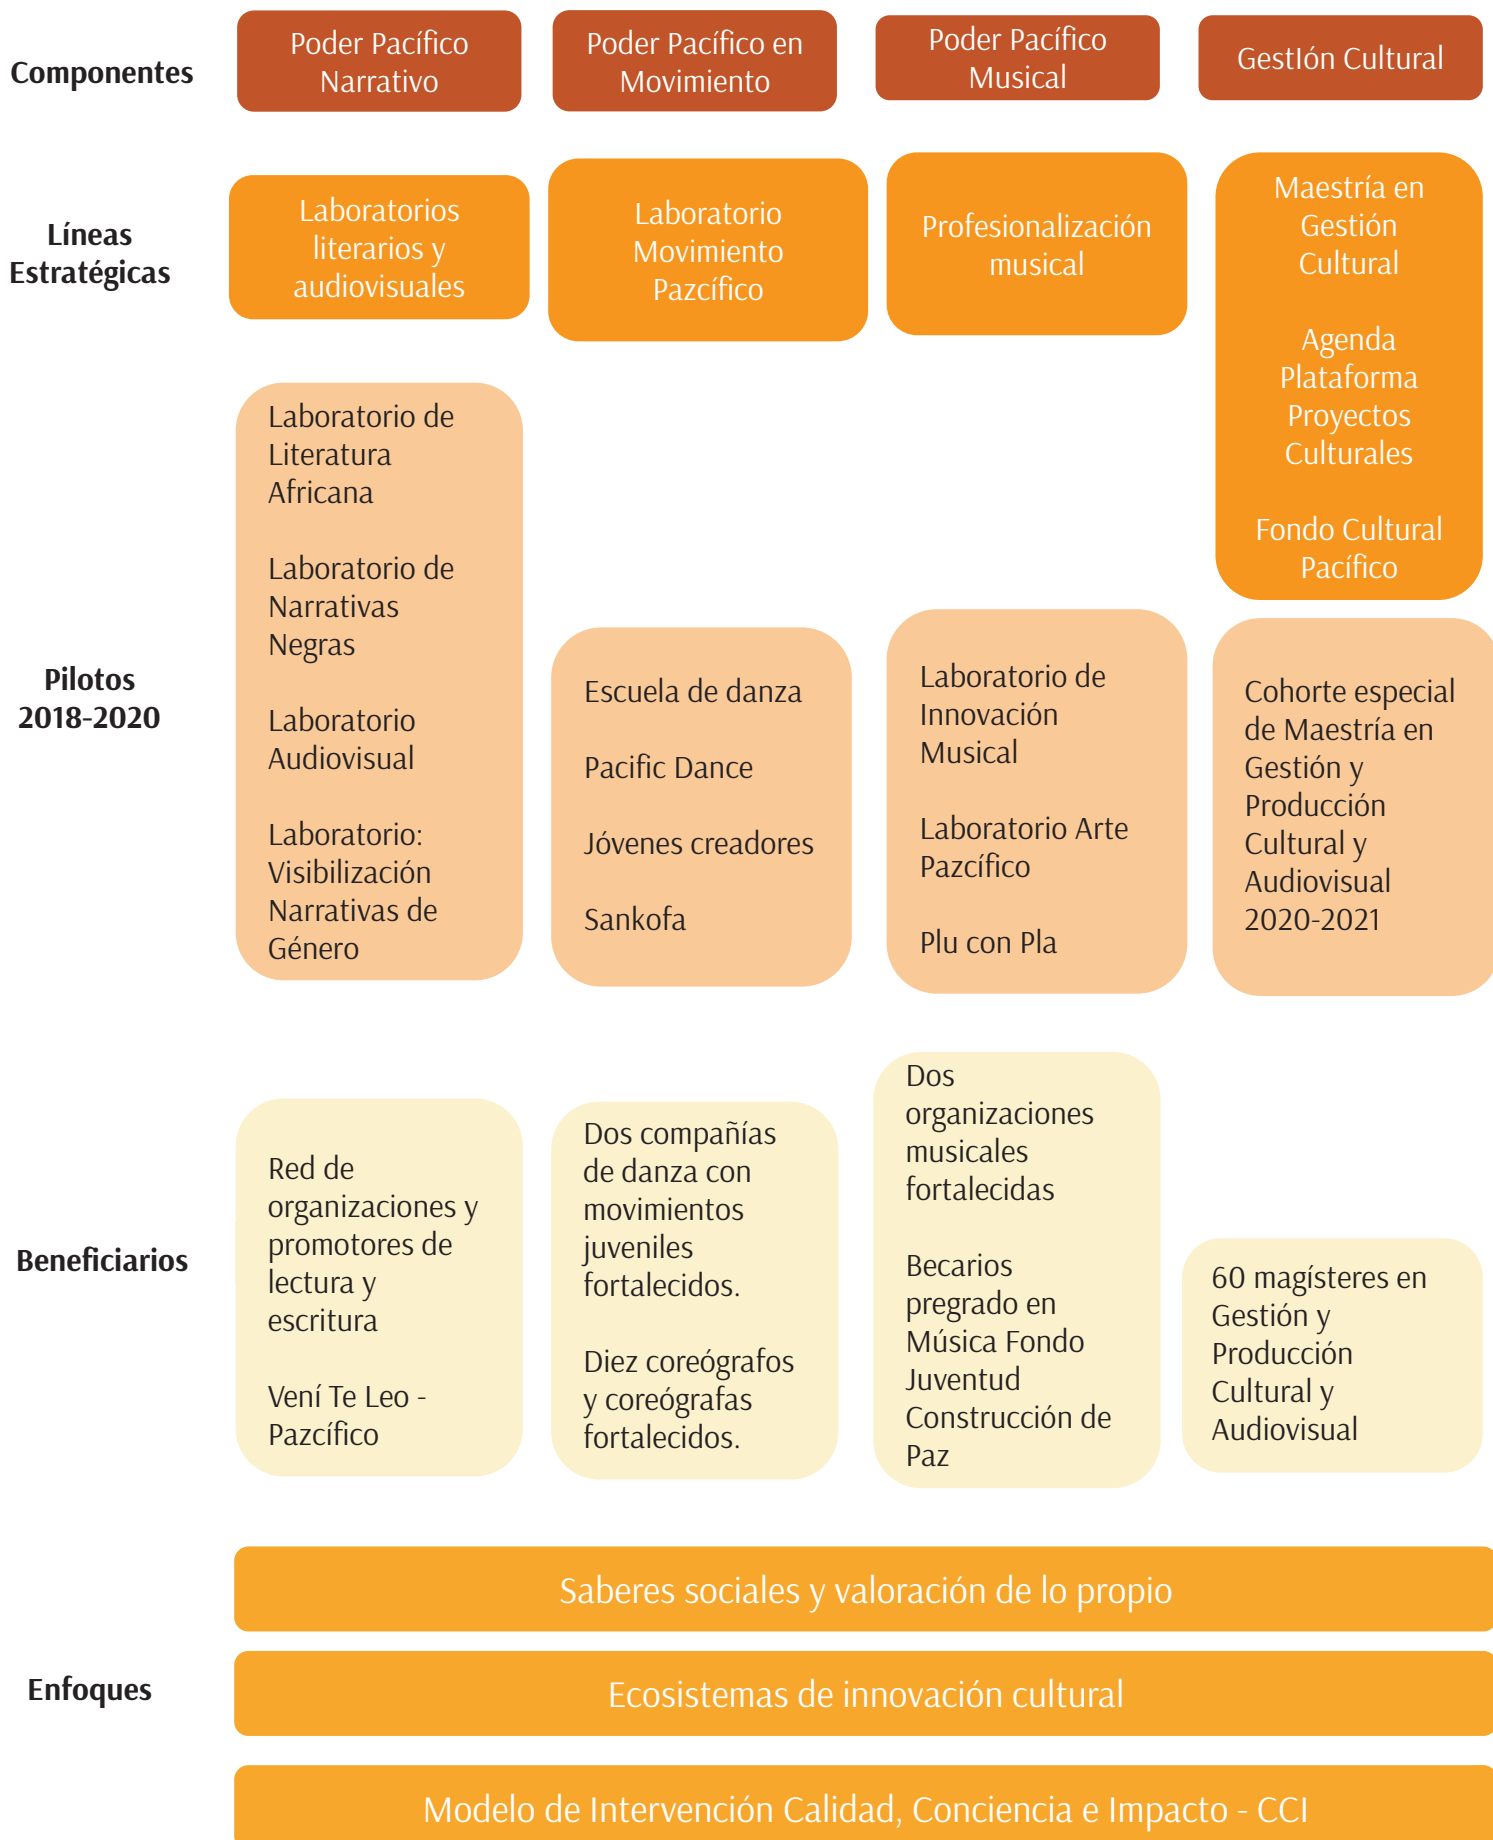 Componentes
Poder Pacífico
Narrativo
Poder Pacífico en
Movimiento
Poder Pacífico
Musical
GestIón Cultural
Líneas
Estratégicas
Laboratorios
literarios y
audiovisuales
Laboratorio
Movimiento
Pazcífico
Profesionalización
musical
Maestría en
Gestión
Cultural
Agenda
Plataforma
Proyectos
Culturales
Fondo Cultural
Pacífico
Pilotos
2018-2020
Laboratorio de
Literatura
Africana
Laboratorio de
Narrativas
Negras
Laboratorio
Audiovisual
Laboratorio:
Visibilización
Narrativas de
Género
Escuela de danza
Pacific Dance
Jóvenes creadores
Sankofa
Laboratorio de
Innovación
Musical
Laboratorio Arte
Pazcífico
Plu con Pla
Cohorte especial
de Maestría en
Gestión y
Producción
Cultural y
Audiovisual
2020-2021
Beneficiarios
Red de
organizaciones y
promotores de
lectura y
escritura
Vení Te Leo -
Pazcífico
Dos compañías
de danza con
movimientos
juveniles
fortalecidos.
Diez coreógrafos
y coreógrafas
fortalecidos.
Dos
organizaciones
musicales
fortalecidas
Becarios
pregrado en
Música Fondo
Juventud
Construcción de
Paz
60 magísteres en
Gestión y
Producción
Cultural y
Audiovisual
Enfoques
Saberes sociales y valoración de lo propio
Ecosistemas de innovación cultural
Modelo de Intervención Calidad, Conciencia e Impacto - CCI